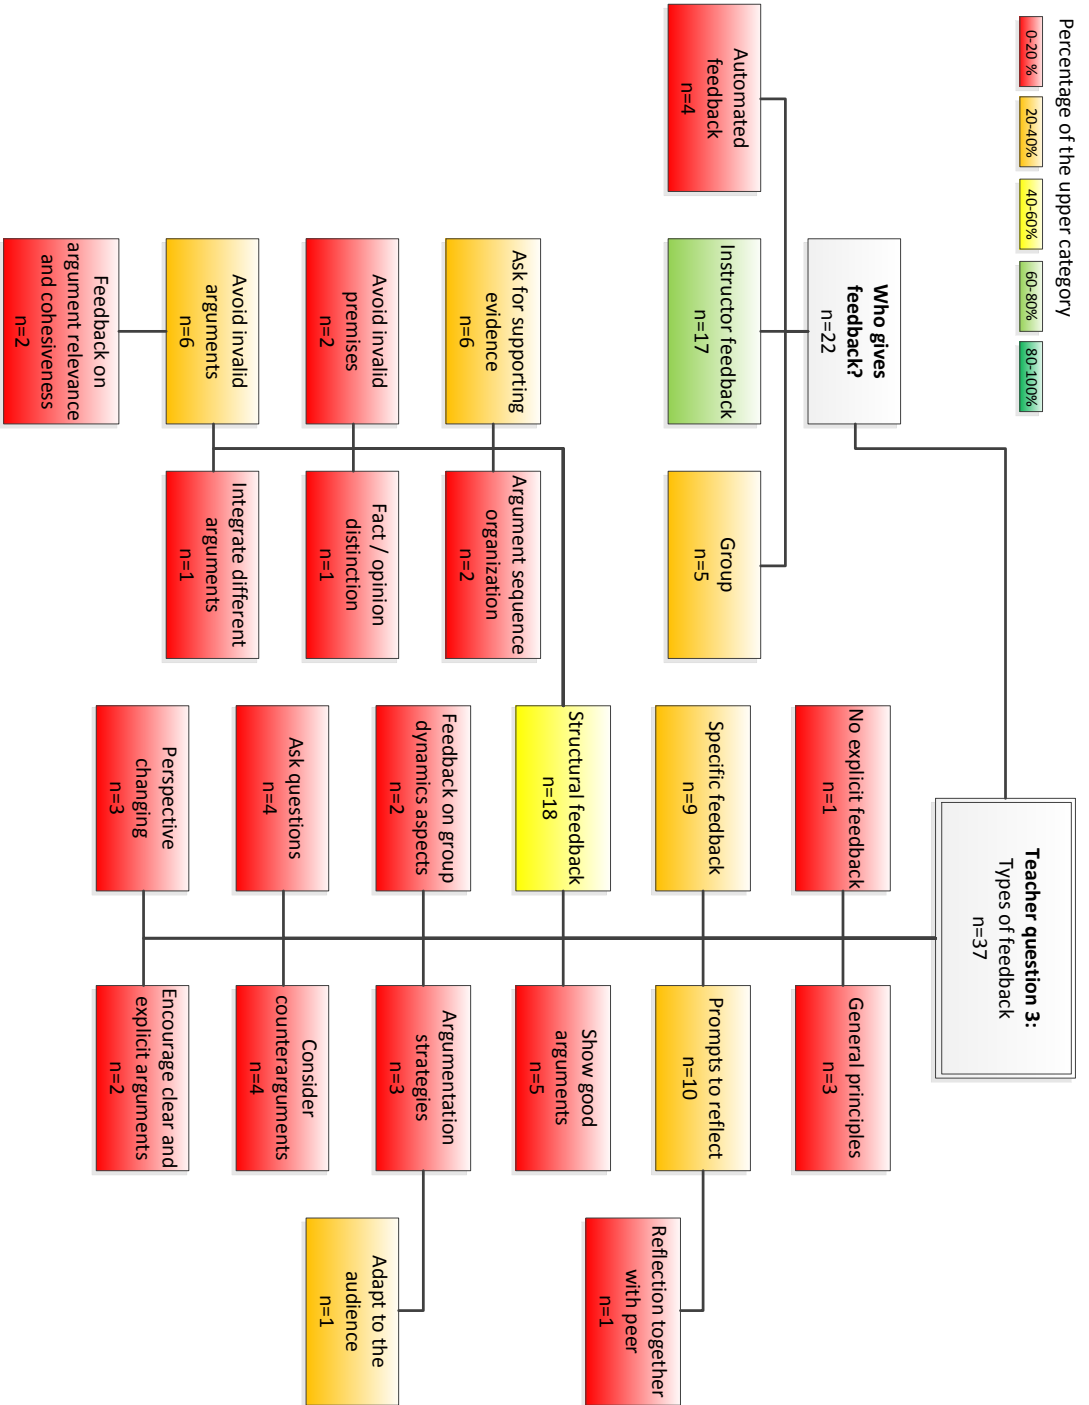 Percentage of the upper category
0-20 %
20-40%
40-60%
60-80%
80-100%
Teacher question 3:
Types of feedback
n=37
Who gives
feedback?
n=22
Automated
feedback
n=4
Instructor feedback
n=17
Group
n=5
No explicit feedback
n=1
General principles
n=3
Specific feedback
n=9
Prompts to reflect
n=10
Reflection together
with peer
n=1
Structural feedback
n=18
Show good
arguments
n=5
Ask for supporting
evidence
n=6
Argument sequence
organization
n=2
Avoid invalid
premises
n=2
Fact / opinion
distinction
n=1
Avoid invalid
arguments
n=6
Integrate different
arguments
n=1
Feedback on
argument relevance
and cohesiveness
n=2
Feedback on group
dynamics aspects
n=2
Argumentation
strategies
n=3
Adapt to the
audience
n=1
Ask questions
n=4
Consider
counterarguments
n=4
Perspective
changing
n=3
Encourage clear and
explicit arguments
n=2